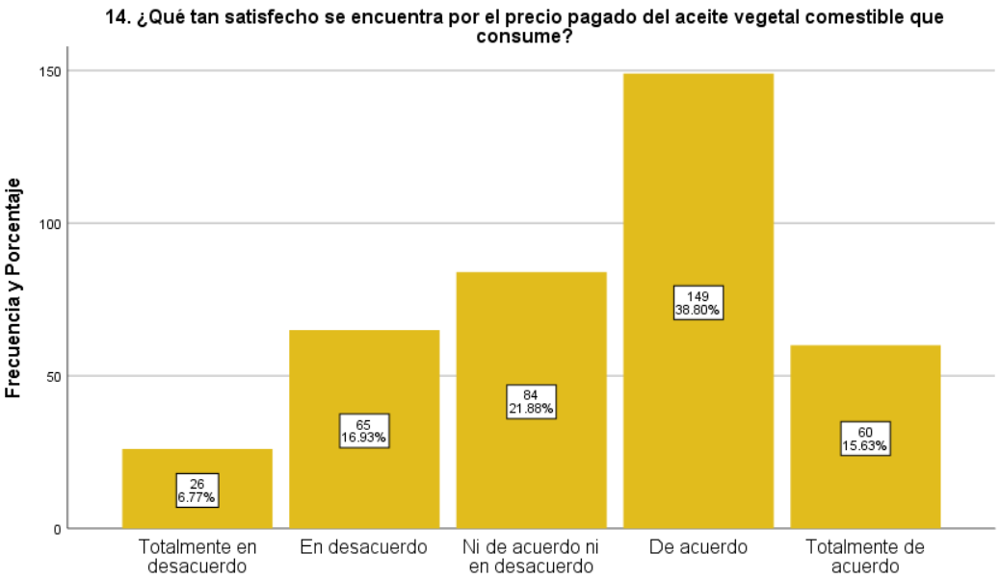 14. ¿Qué tan satisfecho se encuentra por el precio pagado del aceite vegetal comestible que
consume?
Frecuencia y Porcentaje
150
100
50
0
26
6.77%
65
16.93%
84
21.88%
149
38.80%
60
15.63%
Totalmente en
desacuerdo
En desacuerdo
Ni de acuerdo ni
en desacuerdo
De acuerdo
Totalmente de
acuerdo